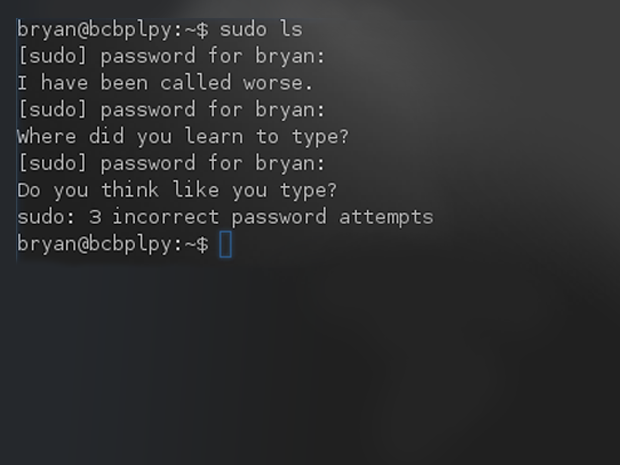 bryan@bcbplpy:~$ sudo ls
[sudo] password for bryan:
I have been called worse.
[sudo] password for bryan:
Where did you learn to type?
[sudo] password for bryan:
Do you think like you type?
sudo: 3 incorrect password attempts
bryan@bcbplpy:~$